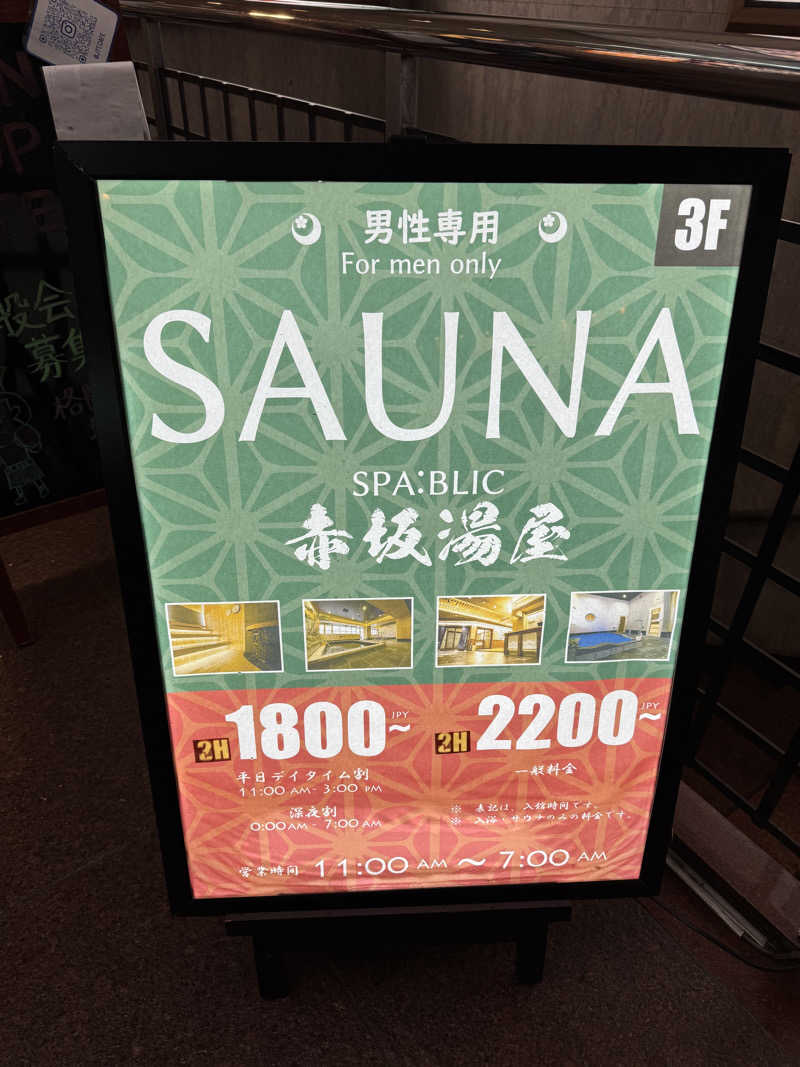 男性専用
3F
For men only
SAUNA
SPA:BLIC
赤坂湯屋
2H 1800~ JPY
平日デイタイム割
11:00 AM - 3:00 PM
深夜割
0:00 AM - 7:00 AM
2H 2200~ JPY
一般料金
※ 表記は、入館時間です。
※ 入浴・サウナのみの料金です。
営業時間 11:00 AM ～ 7:00 AM
募集